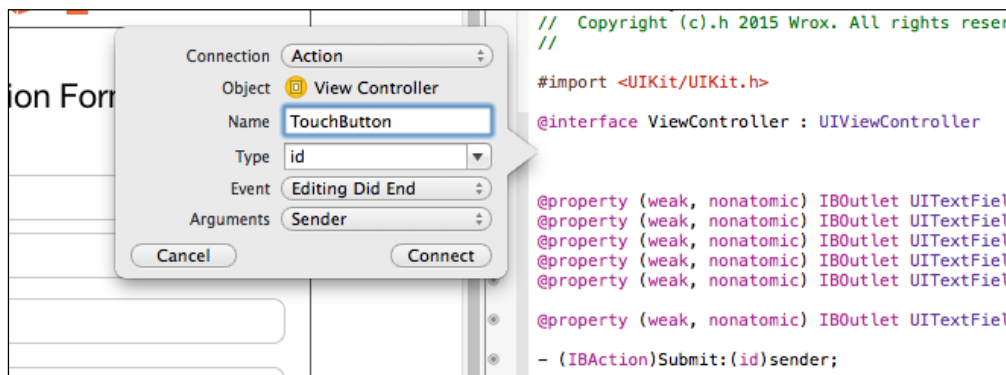 ion For
Connection Action
Object View Controller
Name TouchButton
Type id
Event Editing Did End
Arguments Sender
Cancel Connect
// Copyright (c).h 2015 Wrox. All rights reser
//
#import <UIKit/UIKit.h>
@interface ViewController : UIViewController
@property (weak, nonatomic) IBOutlet UITextFiel
@property (weak, nonatomic) IBOutlet UITextFiel
@property (weak, nonatomic) IBOutlet UITextFiel
@property (weak, nonatomic) IBOutlet UITextFiel
@property (weak, nonatomic) IBOutlet UITextFiel
@property (weak, nonatomic) IBOutlet UITextFiel
- (IBAction)Submit:(id)sender;